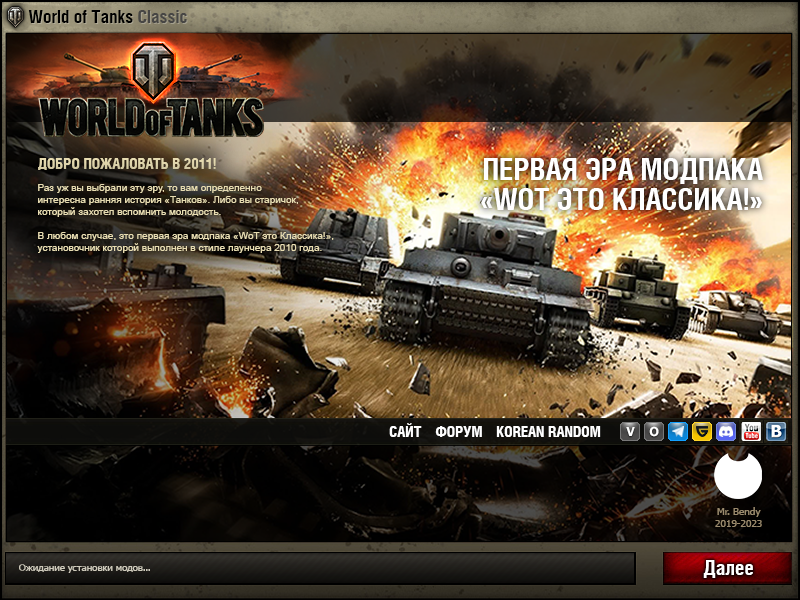 World of Tanks Classic
WORLD OF TANKS
ДОБРО ПОЖАЛОВАТЬ В 2011!
Раз уж вы выбрали эту эру, то вам определенно
интересна ранняя история «Танков». Либо вы старичок,
который захотел вспомнить молодость.
В любом случае, это первая эра модпака «WoT это Классика!»,
установочник которой выполнен в стиле лаунчера 2010 года.
ПЕРВАЯ ЭРА МОДПАКА
«WOT ЭТО КЛАССИКА!»
САЙТ ФОРУМ KOREAN RANDOM V O You Tube B
Mr. Bendy
2019-2023
Ожидание установки модов...
Далее